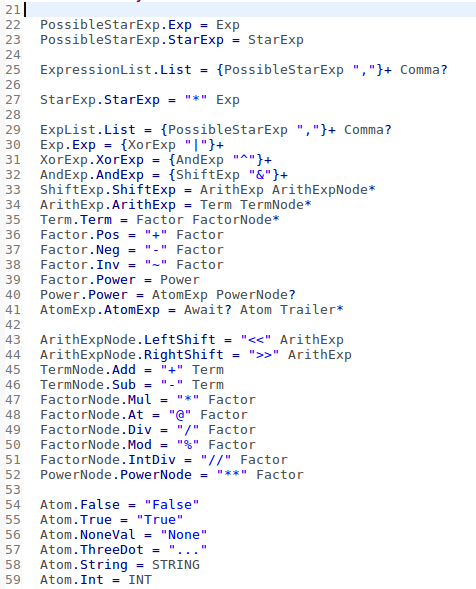 21
22 PossibleStarExp.Exp = Exp
23 PossibleStarExp.StarExp = StarExp
24
25 ExpressionList.List = {PossibleStarExp ","}+ Comma?
26
27 StarExp.StarExp = "*" Exp
28
29 ExpList.List = {PossibleStarExp ","}+ Comma?
30 Exp.Exp = {XorExp "|"}+
31 XorExp.XorExp = {AndExp "^"}+
32 AndExp.AndExp = {ShiftExp "&"}+
33 ShiftExp.ShiftExp = ArithExp ArithExpNode*
34 ArithExp.ArithExp = Term TermNode*
35 Term.Term = Factor FactorNode*
36 Factor.Pos = "+" Factor
37 Factor.Neg = "-" Factor
38 Factor.Inv = "~" Factor
39 Factor.Power = Power
40 Power.Power = AtomExp PowerNode?
41 AtomExp.AtomExp = Await? Atom Trailer*
42
43 ArithExpNode.LeftShift = "<<" ArithExp
44 ArithExpNode.RightShift = ">>" ArithExp
45 TermNode.Add = "+" Term
46 TermNode.Sub = "-" Term
47 FactorNode.Mul = "*" Factor
48 FactorNode.At = "@" Factor
49 FactorNode.Div = "/" Factor
50 FactorNode.Mod = "%" Factor
51 FactorNode.IntDiv = "//" Factor
52 PowerNode.PowerNode = "**" Factor
53
54 Atom.False = "False"
55 Atom.True = "True"
56 Atom.NoneVal = "None"
57 Atom.ThreeDot = "..."
58 Atom.String = STRING
59 Atom.Int = INT